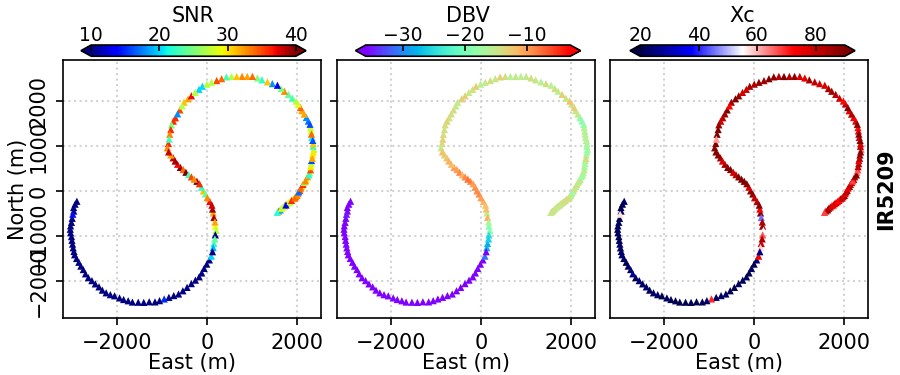 SNR DBV Xc
10 20 30 40 −30 −20 −10 20 40 60 80
North (m)
2000
1000
0
−1000
−2000
IR5209
−2000 0 2000 −2000 0 2000 −2000 0 2000
East (m) East (m) East (m)